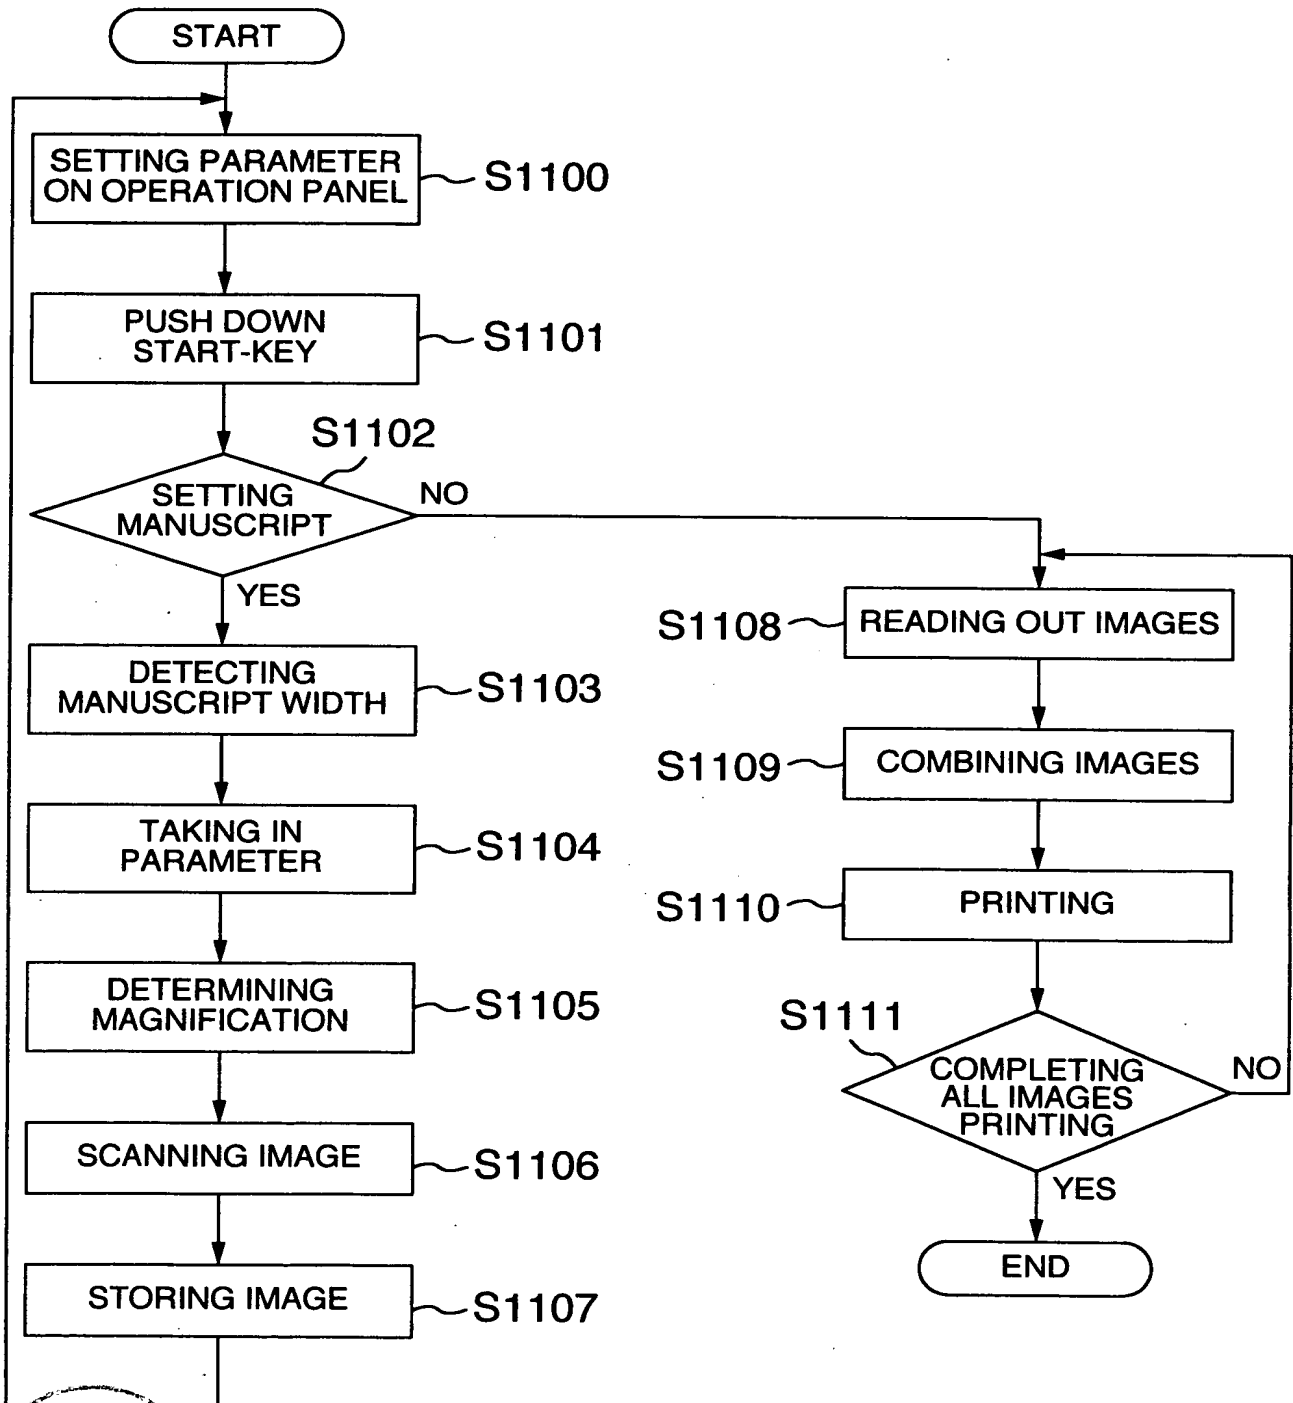 START
SETTING PARAMETER
ON OPERATION PANEL
S1100
PUSH DOWN
START-KEY
S1101
S1102
SETTING
MANUSCRIPT
NO
YES
DETECTING
MANUSCRIPT WIDTH
S1103
TAKING IN
PARAMETER
S1104
DETERMINING
MAGNIFICATION
S1105
SCANNING IMAGE
S1106
STORING IMAGE
S1107
S1108
READING OUT IMAGES
S1109
COMBINING IMAGES
S1110
PRINTING
S1111
COMPLETING
ALL IMAGES
PRINTING
NO
YES
END